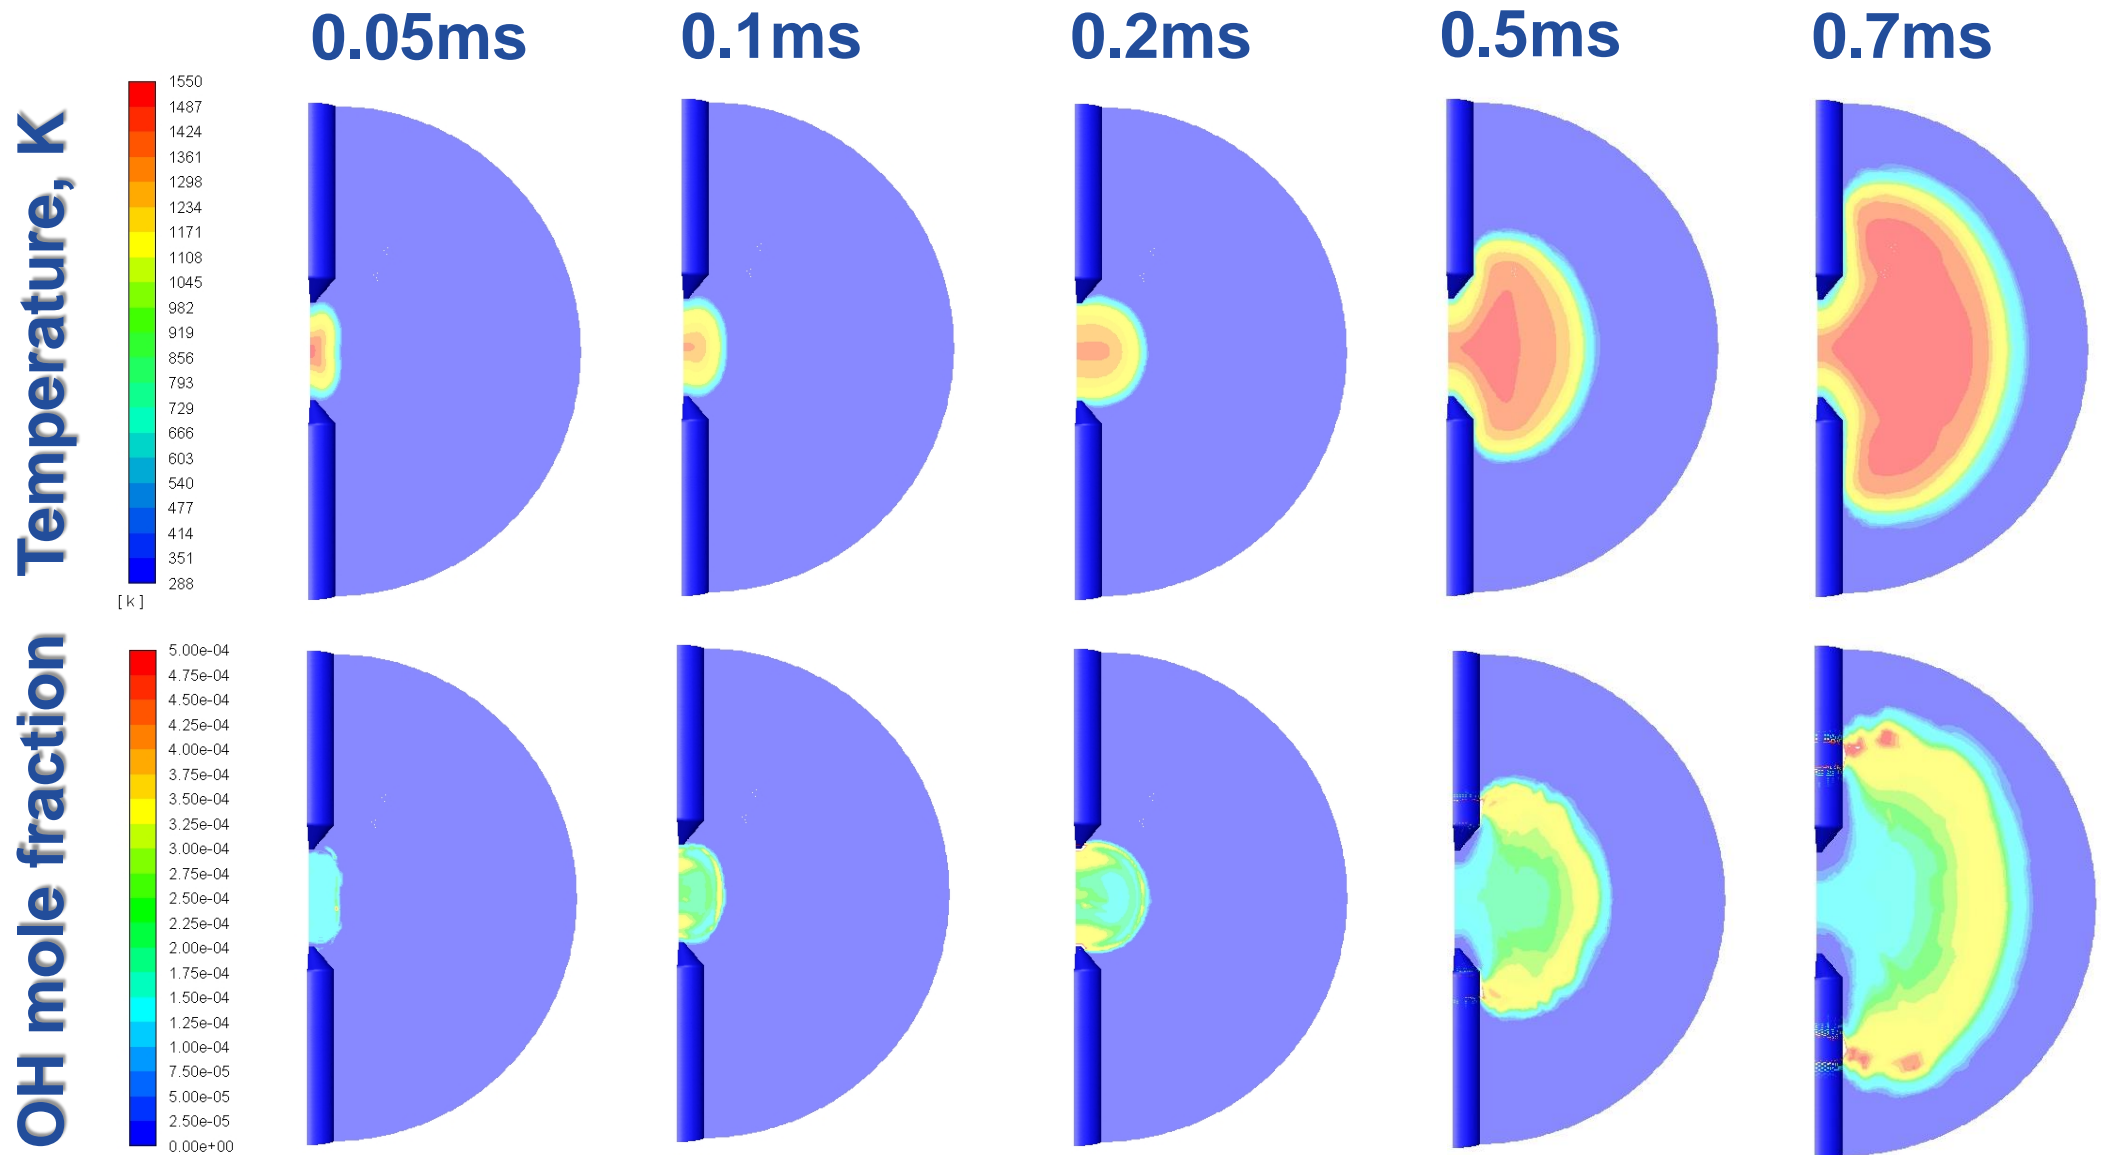 0.05ms
0.1ms
0.2ms
0.5ms
0.7ms
Temperature, K
1550
1487
1424
1361
1298
1234
1171
1108
1045
982
919
856
793
729
666
603
540
477
414
351
288
[k]
OH mole fraction
5.00e-04
4.75e-04
4.50e-04
4.25e-04
4.00e-04
3.75e-04
3.50e-04
3.25e-04
3.00e-04
2.75e-04
2.50e-04
2.25e-04
2.00e-04
1.75e-04
1.50e-04
1.25e-04
1.00e-04
7.50e-05
5.00e-05
2.50e-05
0.00e+00